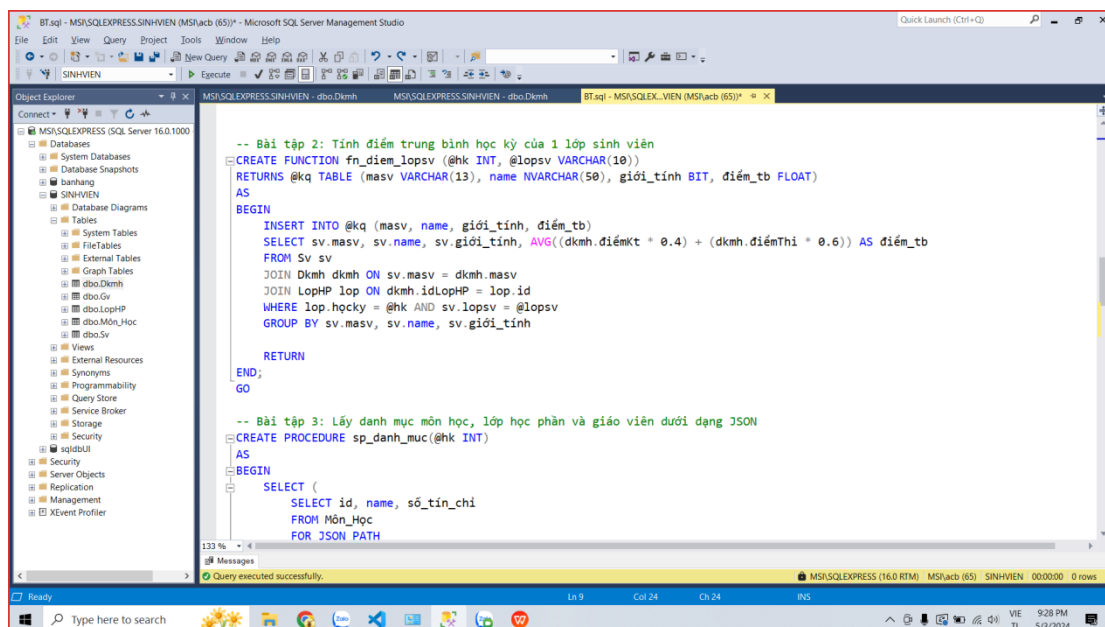 BT.sql - MSI\SQLEXPRESS.SINHVIEN (MSI\acb (65))* - Microsoft SQL Server Management Studio
Quick Launch (Ctrl+Q)
File Edit View Query Project Tools Window Help
New Query
SINHVIEN
Execute
Object Explorer
Connect
MSI\SQLEXPRESS (SQL Server 16.0.1000
Databases
System Databases
Database Snapshots
banhang
SINHVIEN
Database Diagrams
Tables
System Tables
FileTables
External Tables
Graph Tables
dbo.Dkmh
dbo.Gv
dbo.LopHP
dbo.Môn_Học
dbo.Sv
Views
External Resources
Synonyms
Programmability
Query Store
Service Broker
Storage
Security
sqldbUI
Security
Server Objects
Replication
Management
XEvent Profiler
MSI\SQLEXPRESS.SINHVIEN - dbo.Dkmh
MSI\SQLEXPRESS.SINHVIEN - dbo.Dkmh
BT.sql - MSI\SQLEX...VIEN (MSI\acb (65))*
-- Bài tập 2: Tính điểm trung bình học kỳ của 1 lớp sinh viên
CREATE FUNCTION fn_diem_lopsv (@hk INT, @lopsv VARCHAR(10))
RETURNS @kq TABLE (masv VARCHAR(13), name NVARCHAR(50), giới_tính BIT, điểm_tb FLOAT)
AS
BEGIN
INSERT INTO @kq (masv, name, giới_tính, điểm_tb)
SELECT sv.masv, sv.name, sv.giới_tính, AVG((dkmh.điểmKt * 0.4) + (dkmh.điểmThi * 0.6)) AS điểm_tb
FROM Sv sv
JOIN Dkmh dkmh ON sv.masv = dkmh.masv
JOIN LopHP lop ON dkmh.idLopHP = lop.id
WHERE lop.họcky = @hk AND sv.lopsv = @lopsv
GROUP BY sv.masv, sv.name, sv.giới_tính
RETURN
END;
GO
-- Bài tập 3: Lấy danh mục môn học, lớp học phần và giáo viên dưới dạng JSON
CREATE PROCEDURE sp_danh_muc(@hk INT)
AS
BEGIN
SELECT (
SELECT id, name, số_tín_chỉ
FROM Môn_Học
FOR JSON PATH
133 %
Messages
Query executed successfully.
MSI\SQLEXPRESS (16.0 RTM) MSI\acb (65) SINHVIEN 00:00:00 0 rows
Ready
Ln 9 Col 24 Ch 24 INS
Type here to search
Zalo
VIE
9:28 PM
5/3/2024